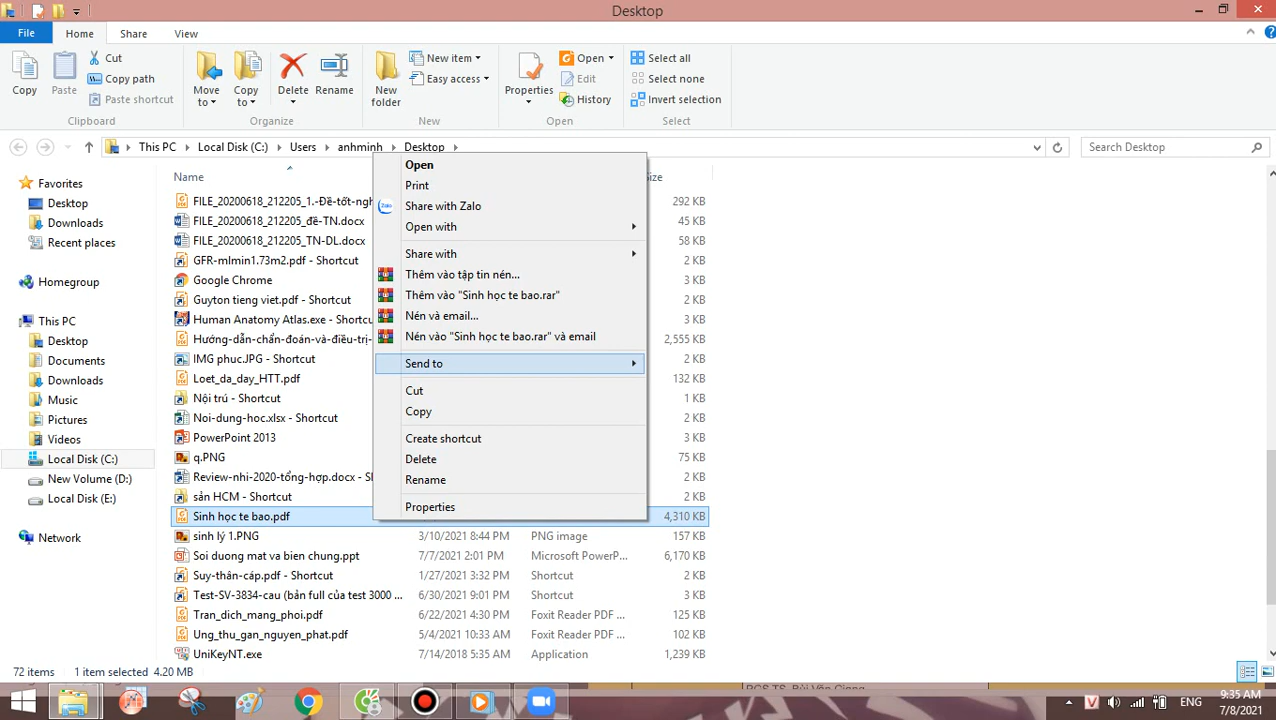 Desktop
File Home Share View
Copy
Paste
Cut
Copy path
Paste shortcut
Clipboard
Move to
Copy to
Delete
Rename
Organize
New folder
New item
Easy access
New
Properties
Open
Edit
History
Open
Select all
Select none
Invert selection
Select
This PC Local Disk (C:) Users anhminh Desktop
Search Desktop
Favorites
Desktop
Downloads
Recent places
Homegroup
This PC
Desktop
Documents
Downloads
Music
Pictures
Videos
Local Disk (C:)
New Volume (D:)
Local Disk (E:)
Network
Name
FILE_20200618_212205_1.-Đề-tốt-ngh 292 KB
FILE_20200618_212205_đề-TN.docx 45 KB
FILE_20200618_212205_TN-DL.docx 58 KB
GFR-mlmin1.73m2.pdf - Shortcut 2 KB
Google Chrome 3 KB
Guyton tieng viet.pdf - Shortcut 2 KB
Human Anatomy Atlas.exe - Shortcu 2 KB
Hướng-dẫn-chẩn-đoán-và-điều-trị- 2,555 KB
IMG phuc.JPG - Shortcut 2 KB
Loet_da_day_HTT.pdf 132 KB
Nội trú - Shortcut 2 KB
Noi-dung-hoc.xlsx - Shortcut 2 KB
PowerPoint 2013 3 KB
q.PNG 75 KB
Review-nhi-2020-tổng-hợp.docx - Sh 2 KB
sản HCM - Shortcut 2 KB
Sinh học te bao.pdf 4,310 KB
sinh lý 1.PNG 3/10/2021 8:44 PM PNG image 157 KB
Soi duong mat va bien chung.ppt 7/7/2021 2:01 PM Microsoft PowerP... 6,170 KB
Suy-thân-cáp.pdf - Shortcut 1/27/2021 3:32 PM Shortcut 2 KB
Test-SV-3834-cau (bản full của test 3000 ... 6/30/2021 9:01 PM Shortcut 3 KB
Tran_dich_mang_phoi.pdf 6/22/2021 4:30 PM Foxit Reader PDF ... 125 KB
Ung_thu_gan_nguyen_phat.pdf 5/4/2021 10:33 AM Foxit Reader PDF ... 102 KB
UniKeyNT.exe 7/14/2018 5:35 AM Application 1,239 KB
Open
Print
Share with Zalo
Open with
Share with
Thêm vào tập tin nén...
Thêm vào "Sinh học te bao.rar"
Nén và email...
Nén vào "Sinh học te bao.rar" và email
Send to
Cut
Copy
Create shortcut
Delete
Rename
Properties
72 items 1 item selected 4.20 MB
ENG
9:35 AM
7/8/2021